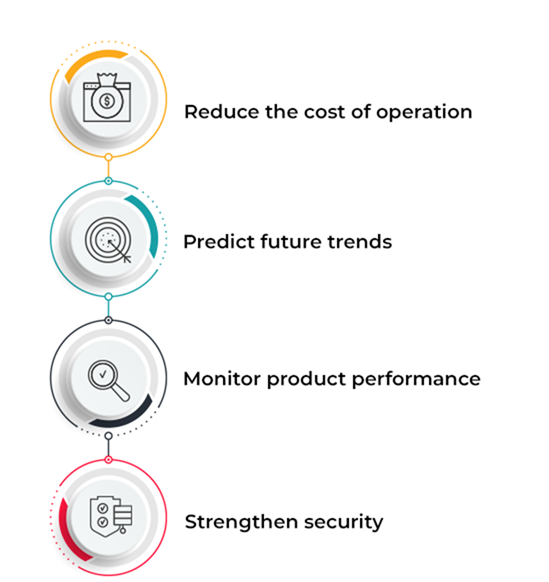 Reduce the cost of operation
Predict future trends
Monitor product performance
Strengthen security